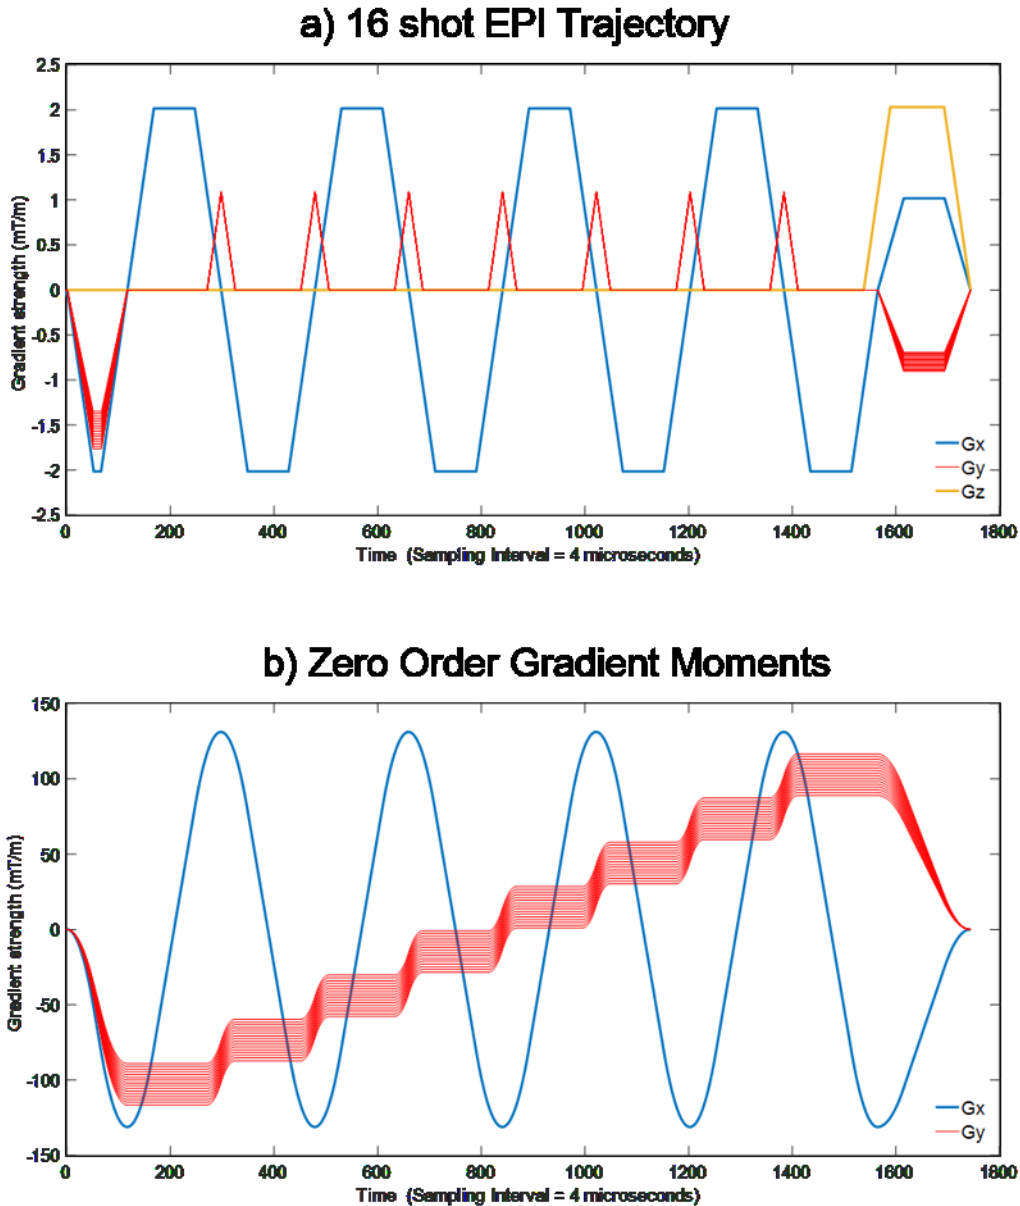 a) 16 shot EPI Trajectory
2.5
2
1.5
1
0.5
0
-0.5
-1
-1.5
-2
-2.5
Gradient strength (mT/m)
Gx
Gy
Gz
0 200 400 600 800 1000 1200 1400 1600 1800
Time (Sampling Interval = 4 microseconds)
b) Zero Order Gradient Moments
150
100
50
0
-50
-100
-150
Gradient strength (mT/m)
Gx
Gy
0 200 400 600 800 1000 1200 1400 1600 1800
Time (Sampling Interval = 4 microseconds)